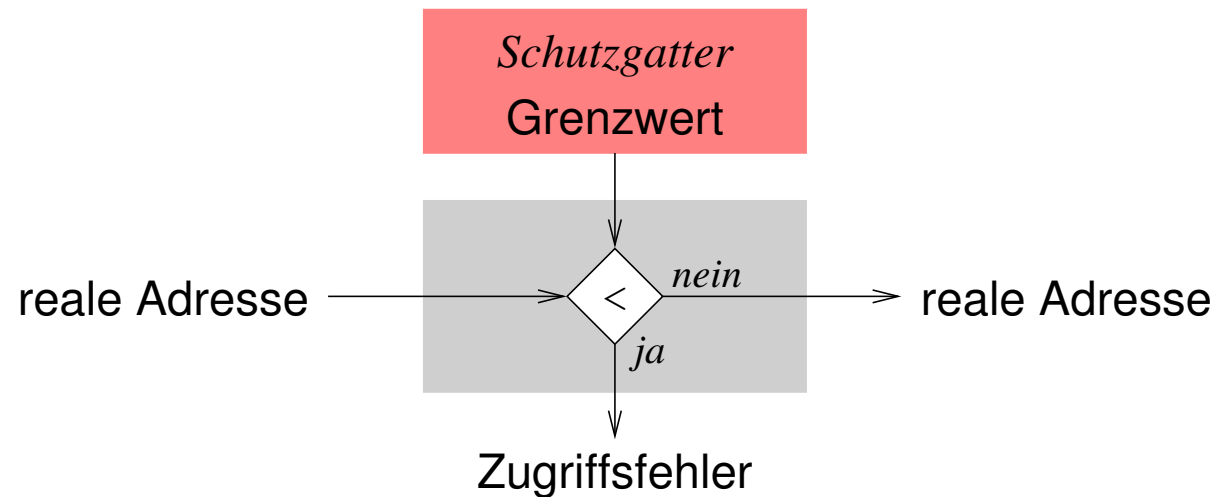 Schutzgatter
Grenzwert
reale Adresse
<
nein
reale Adresse
ja
Zugriffsfehler